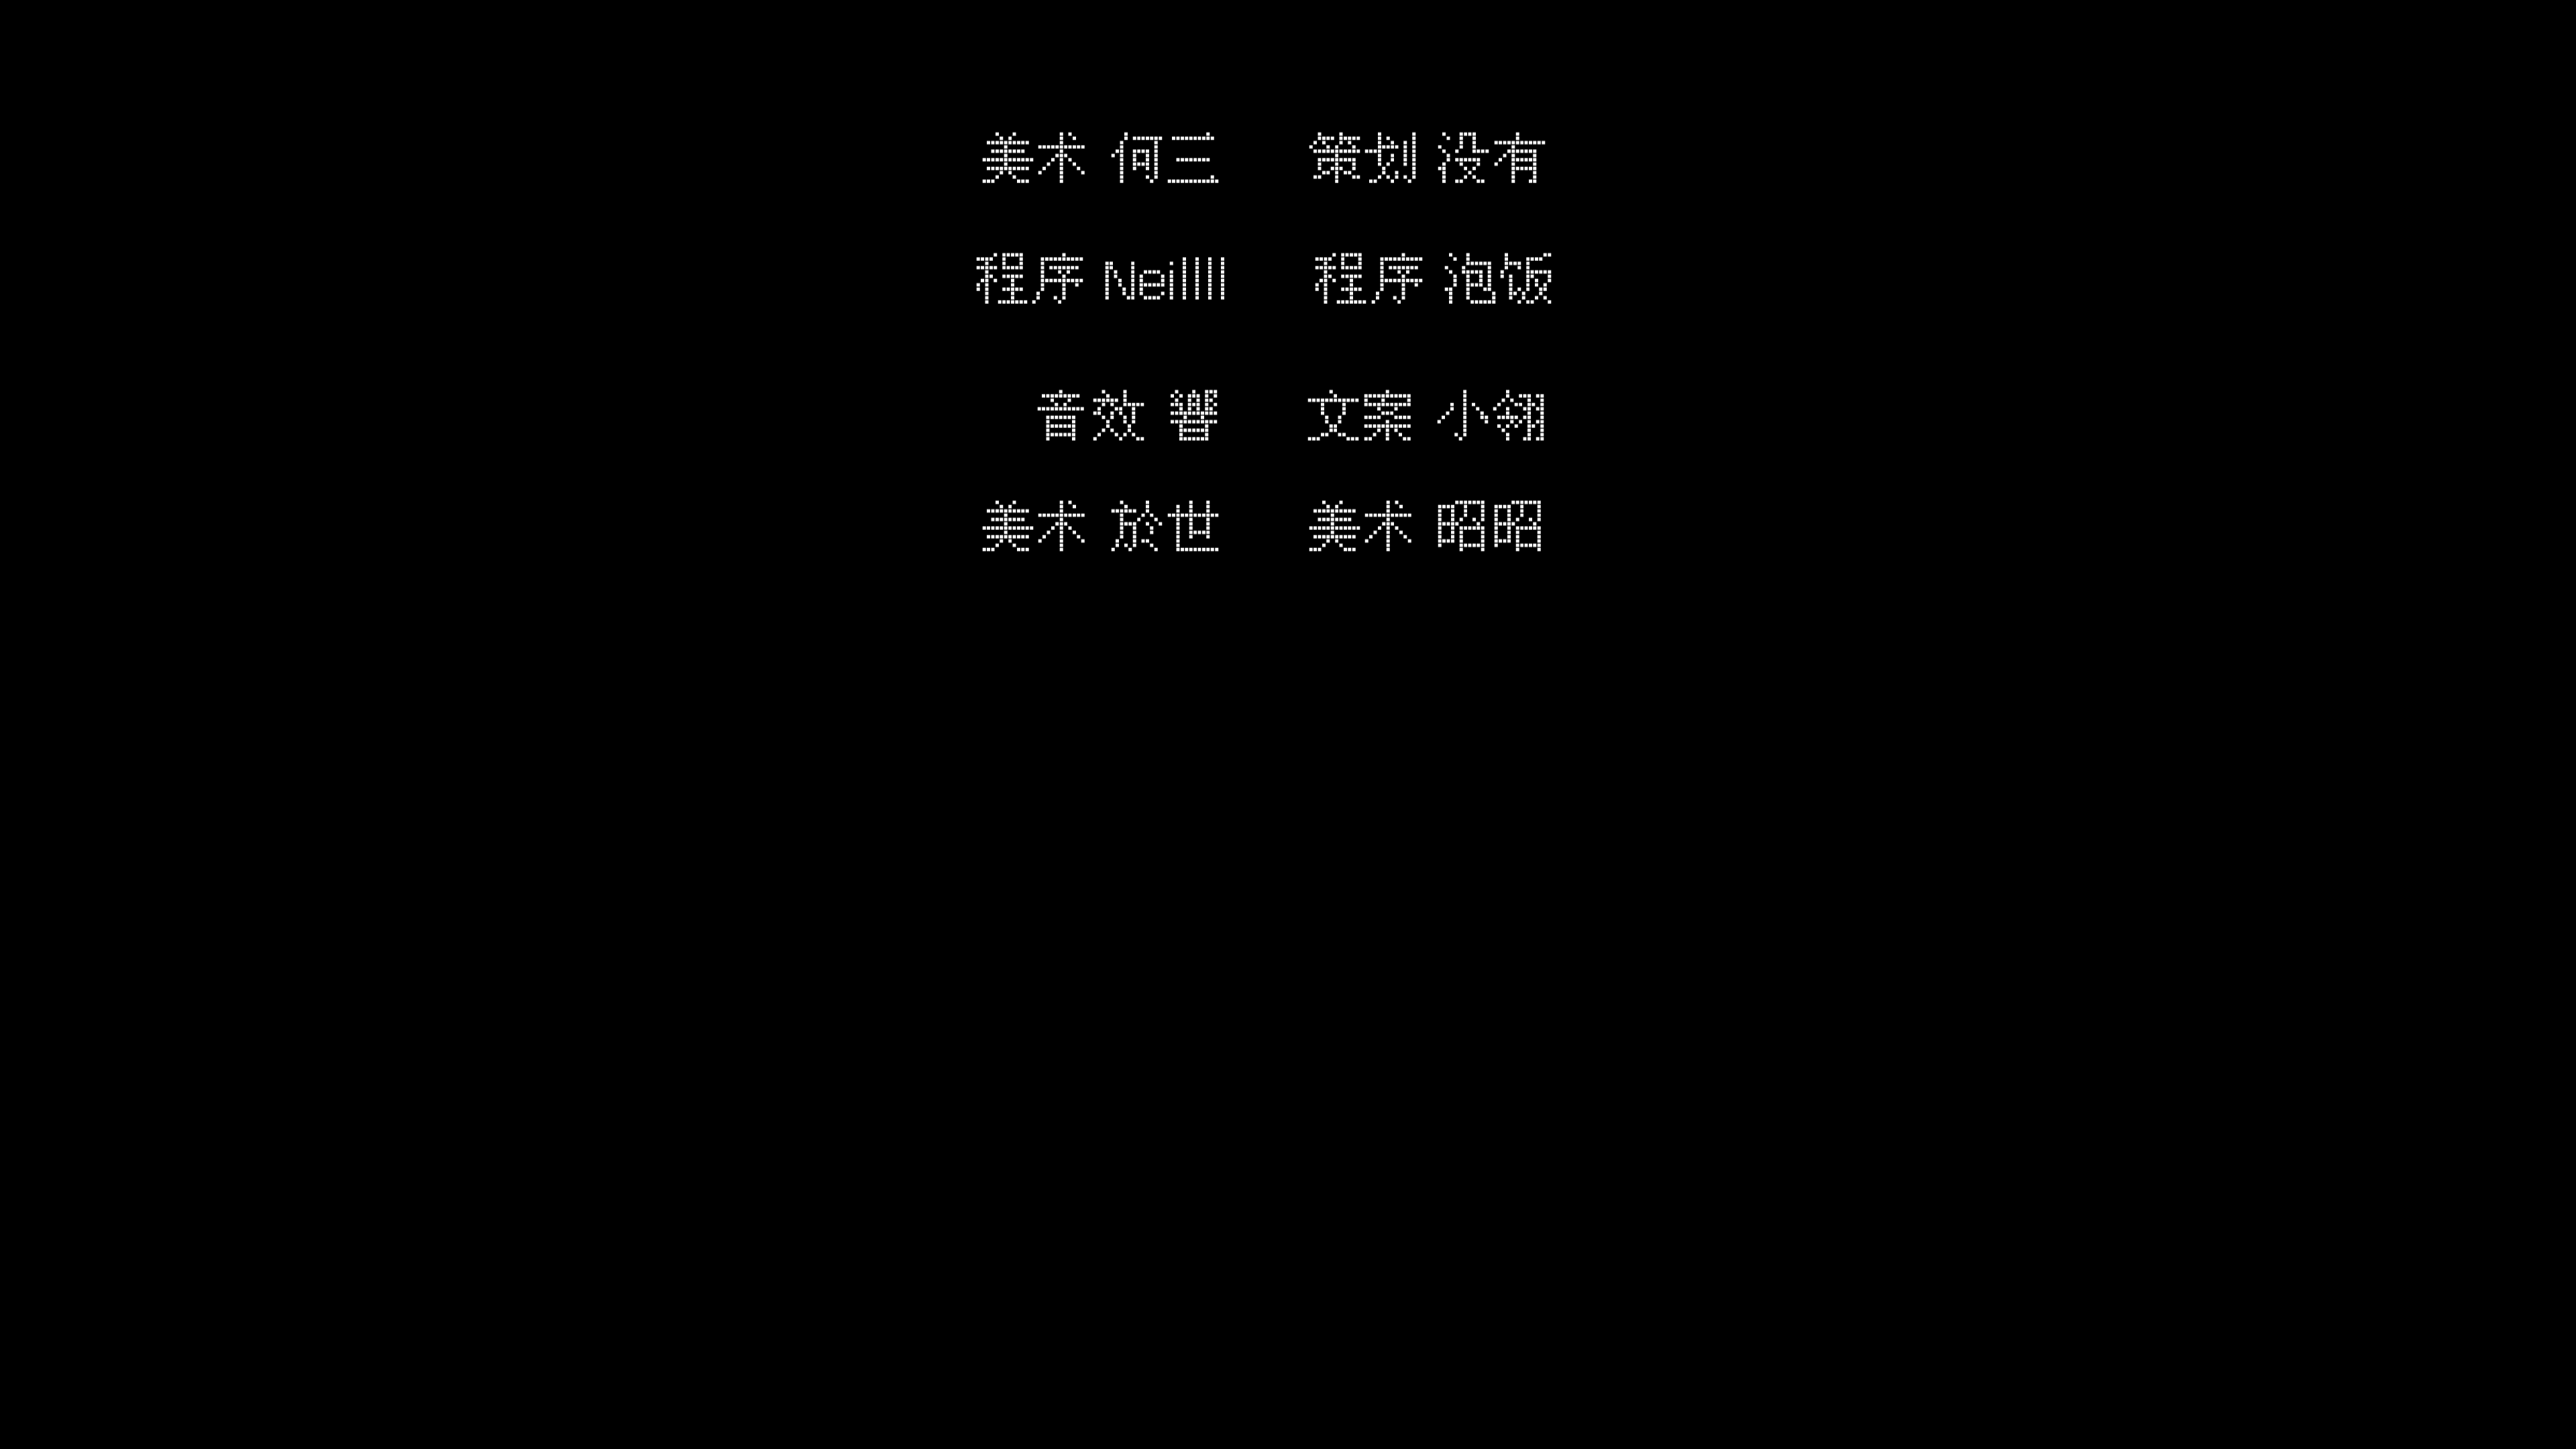 美术 何三 策划 没有
程序 Neillll 程序 泡饭
音效 響 文案 小翎
美术 於世 美术 昭昭